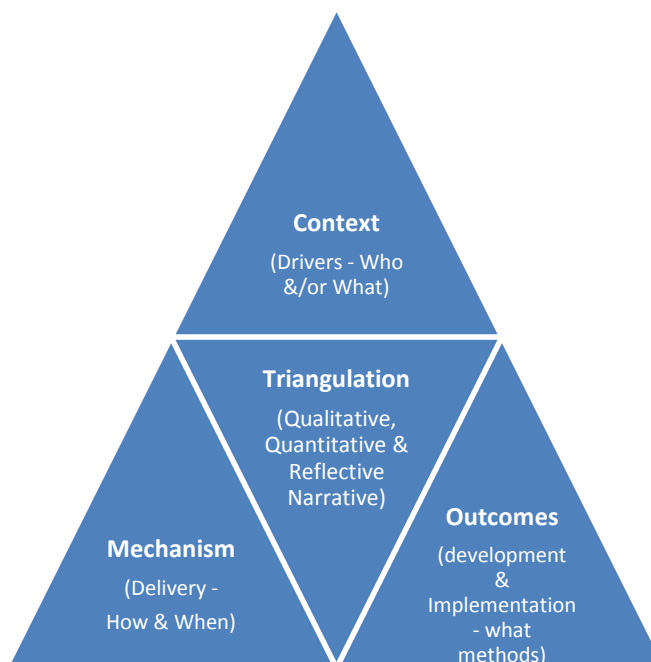 Context
(Drivers - Who
&/or What)
Triangulation
(Qualitative,
Quantitative &
Reflective
Narrative)
Mechanism
(Delivery -
How & When)
Outcomes
(development
&
Implementation
- what
methods)